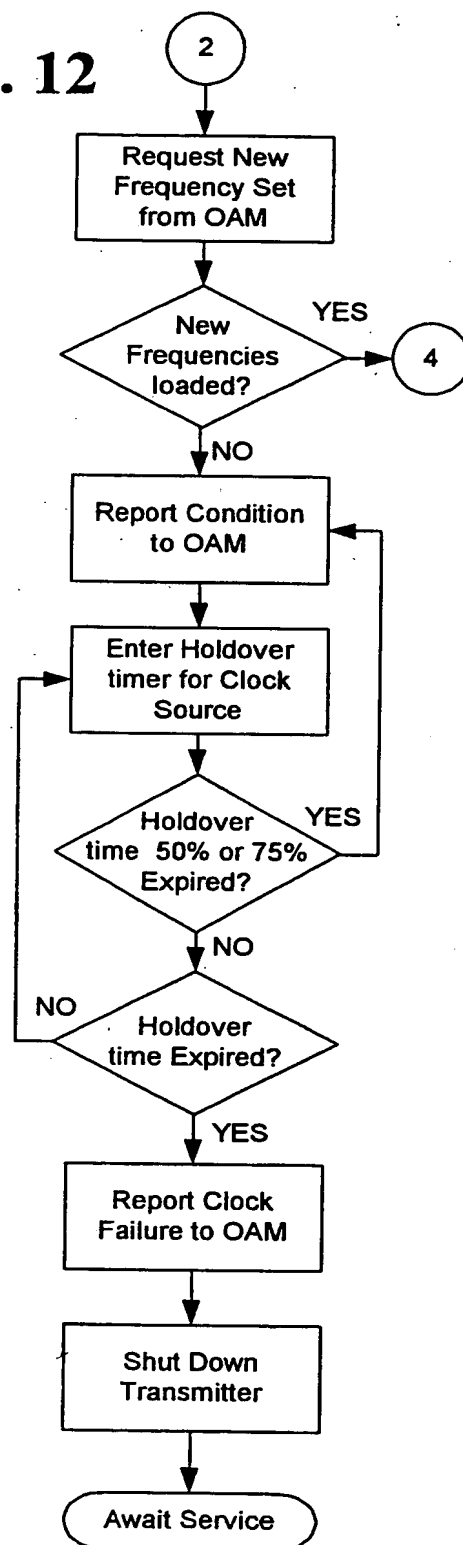 . 12
2
Request New
Frequency Set
from OAM
YES
New
Frequencies
loaded?
4
NO
Report Condition
to OAM
Enter Holdover
timer for Clock
Source
Holdover
time 50% or 75%
Expired?
YES
NO
NO
Holdover
time Expired?
YES
Report Clock
Failure to OAM
Shut Down
Transmitter
Await Service